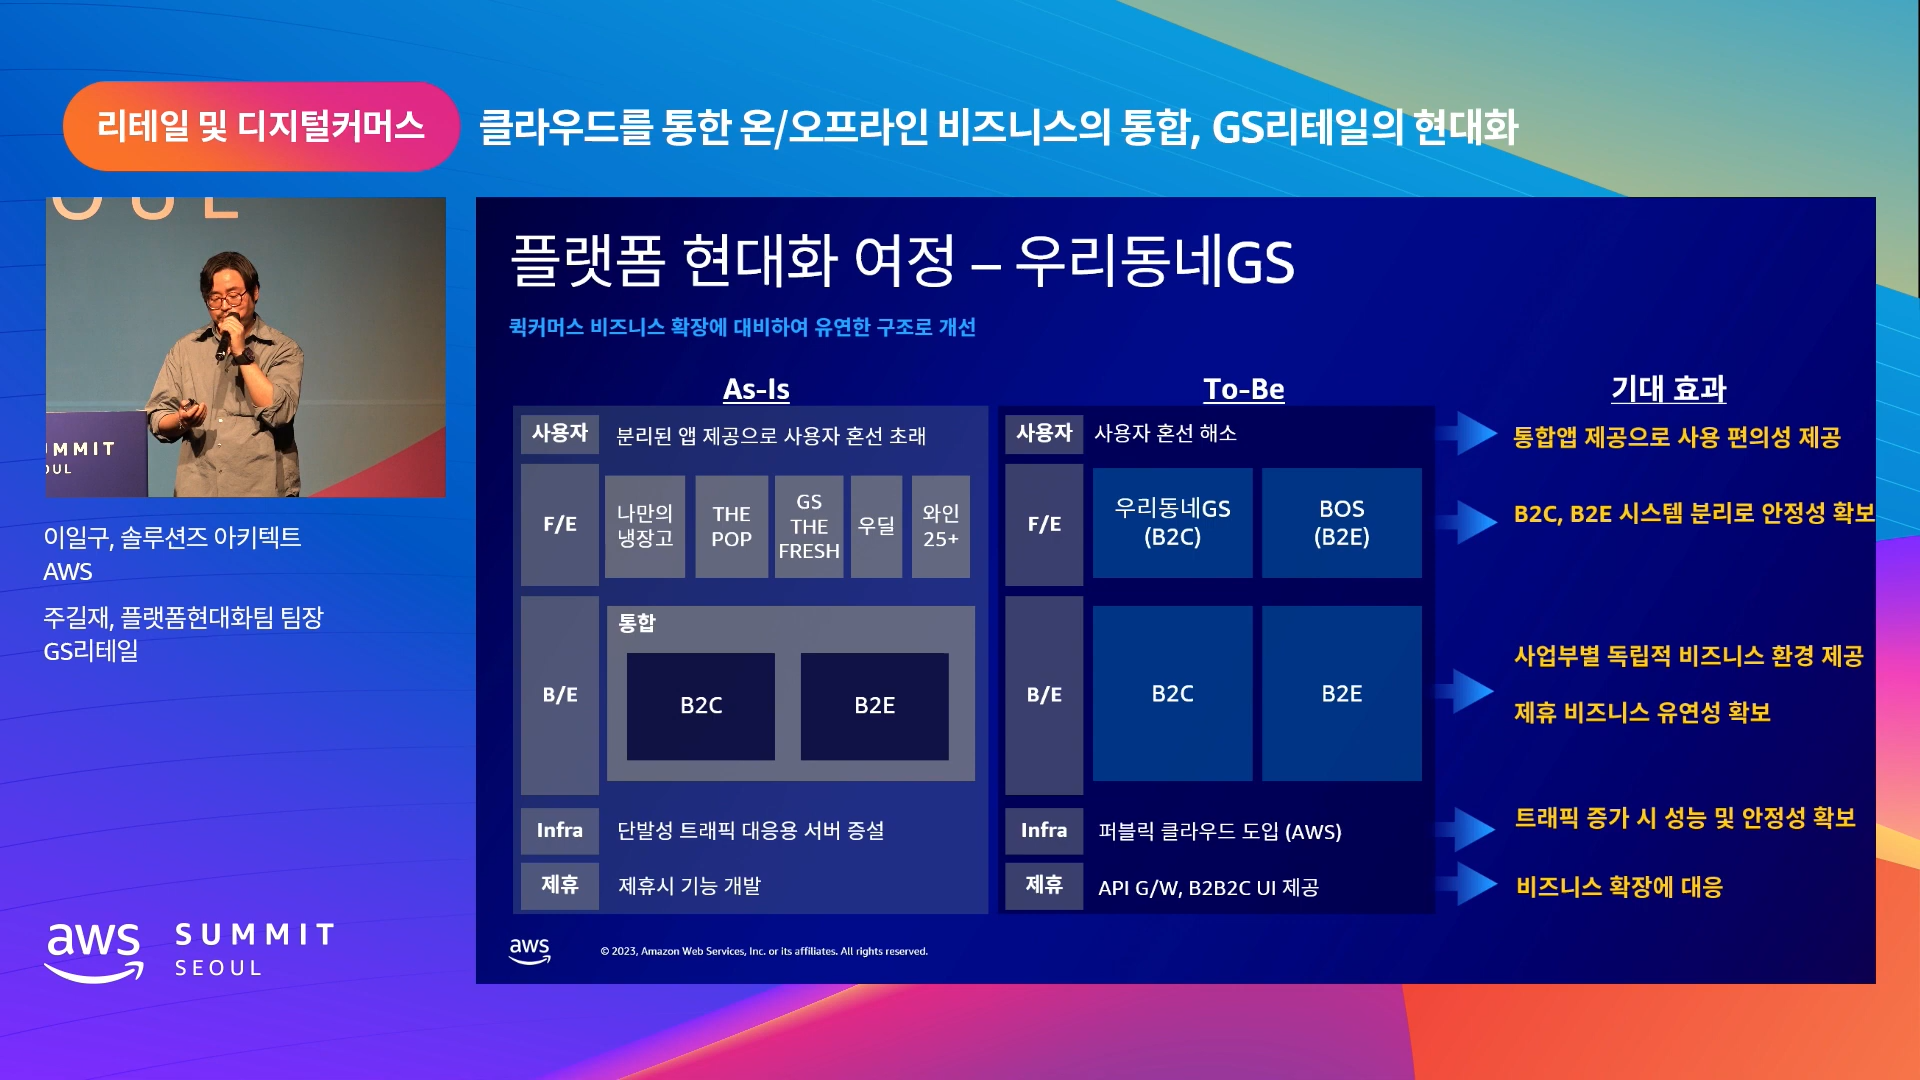 리테일 및 디지털커머스
클라우드를 통한 온/오프라인 비즈니스의 통합, GS리테일의 현대화
OUL
MMIT
OUL
이일구, 솔루션즈 아키텍트
AWS
주길재, 플랫폼현대화팀 팀장
GS리테일
aws SUMMIT
SEOUL
플랫폼 현대화 여정 – 우리동네GS
퀵커머스 비즈니스 확장에 대비하여 유연한 구조로 개선
As-Is
사용자
분리된 앱 제공으로 사용자 혼선 초래
F/E
나만의
냉장고
THE
POP
GS
THE
FRESH
우딜
와인
25+
B/E
통합
B2C
B2E
Infra
단발성 트래픽 대응용 서버 증설
제휴
제휴시 기능 개발
To-Be
사용자
사용자 혼선 해소
F/E
우리동네GS
(B2C)
BOS
(B2E)
B/E
B2C
B2E
Infra
퍼블릭 클라우드 도입 (AWS)
제휴
API G/W, B2B2C UI 제공
기대 효과
통합앱 제공으로 사용 편의성 제공
B2C, B2E 시스템 분리로 안정성 확보
사업부별 독립적 비즈니스 환경 제공
제휴 비즈니스 유연성 확보
트래픽 증가 시 성능 및 안정성 확보
비즈니스 확장에 대응
aws
© 2023, Amazon Web Services, Inc. or its affiliates. All rights reserved.